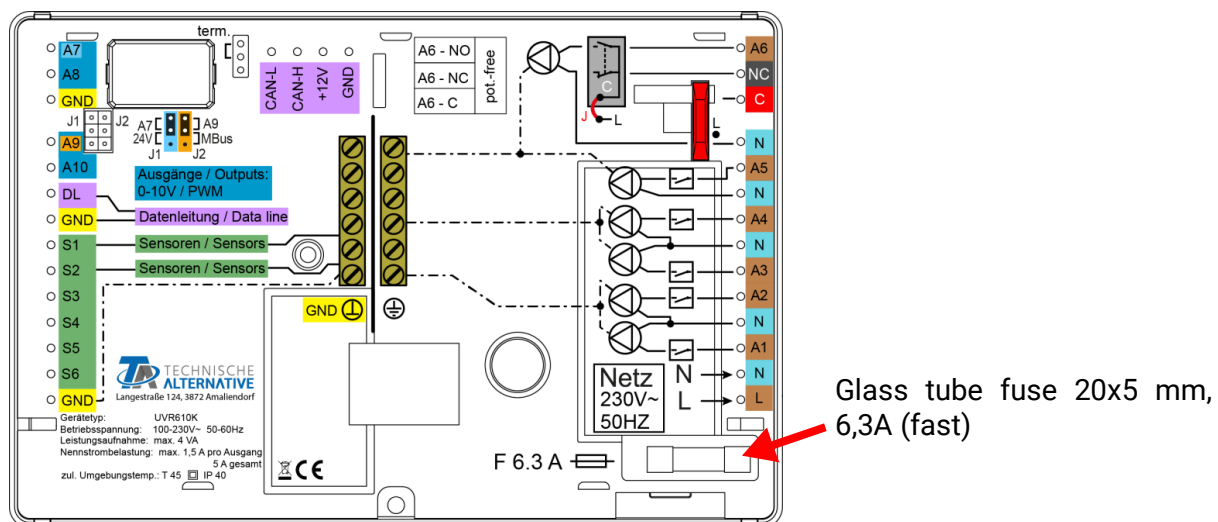 term.
A7
A8
GND
J1
J2
A7
A9
24V
MBus
J1
J2
A9
A10
DL
GND
S1
S2
S3
S4
S5
S6
GND
CAN-L
CAN-H
+12V
GND
A6 - NO
A6 - NC
A6 - C
pot.-free
Ausgänge / Outputs:
0-10V / PWM
Datenleitung / Data line
Sensoren / Sensors
Sensoren / Sensors
GND
C
J
L
L
A6
NC
C
N
A5
N
A4
N
A3
A2
N
A1
N
L
Netz
230V~
50HZ
N
L
F 6.3 A
TA TECHNISCHE
ALTERNATIVE
Langestraße 124, 3872 Amaliendorf
Gerätetyp: UVR610K
Betriebsspannung: 100-230V~ 50-60Hz
Leistungsaufnahme: max. 4 VA
Nennstrombelastung: max. 1,5 A pro Ausgang
5 A gesamt
zul. Umgebungstemp.: T 45 IP 40
CE
Glass tube fuse 20x5 mm,
6,3A (fast)